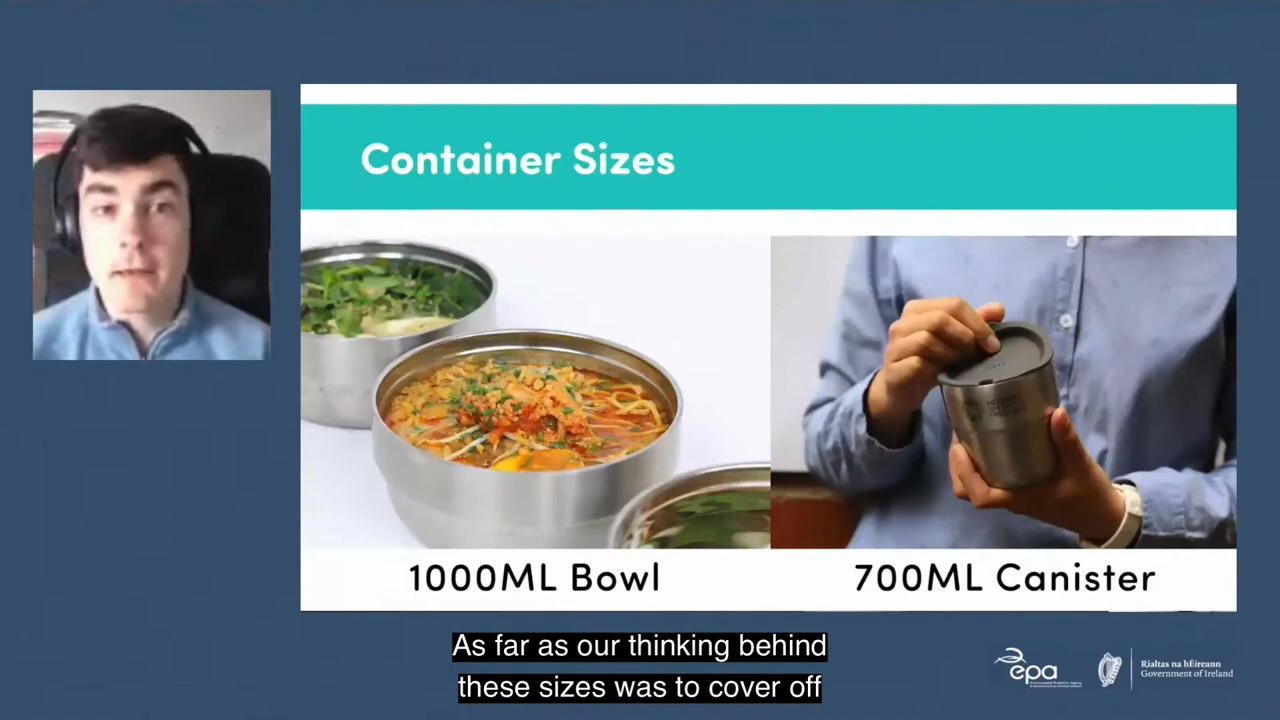 Container Sizes
1000ML Bowl
700ML Canister
As far as our thinking behind
these sizes was to cover off
epa
Rialtas na hÉireann
Government of Ireland